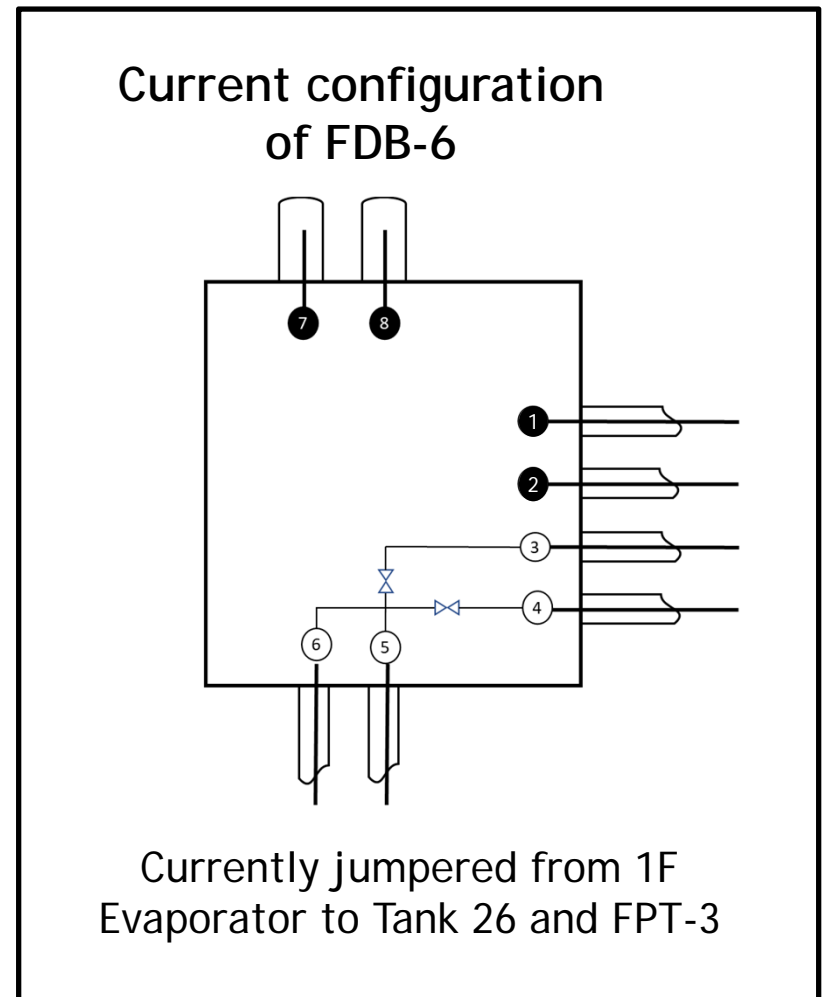 Current configuration
of FDB-6
7 8
1
2
3
4
6 5
Currently jumpered from 1F
Evaporator to Tank 26 and FPT-3